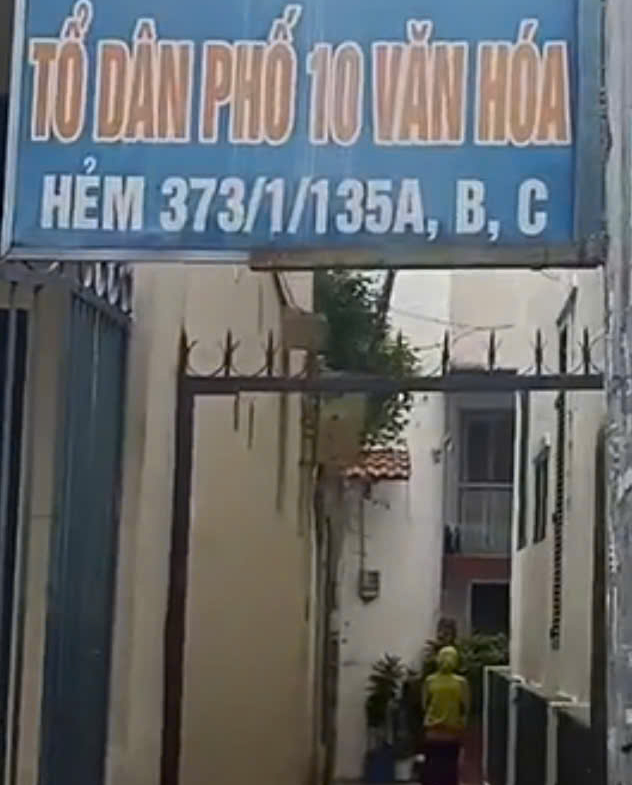 TỔ DÂN PHỐ 10 VĂN HÓA
HẺM 373/1/135A, B, C